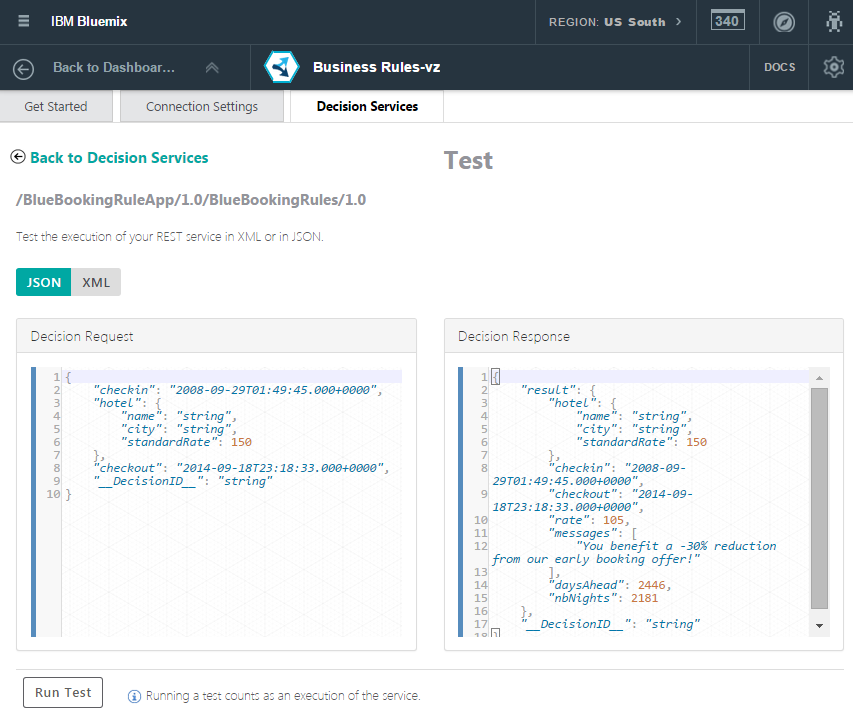 IBM Bluemix
REGION: US South >
340
Back to Dashboar...
Business Rules-vz
DOCS
Get Started
Connection Settings
Decision Services
Back to Decision Services
Test
/BlueBookingRuleApp/1.0/BlueBookingRules/1.0
Test the execution of your REST service in XML or in JSON.
JSON
XML
Decision Request
1 {
2 "checkin": "2008-09-29T01:49:45.000+0000",
3 "hotel": {
4 "name": "string",
5 "city": "string",
6 "standardRate": 150
7 },
8 "checkout": "2014-09-18T23:18:33.000+0000",
9 "__DecisionID__": "string"
10 }
Decision Response
1 {
2 "result": {
3 "hotel": {
4 "name": "string",
5 "city": "string",
6 "standardRate": 150
7 },
8 "checkin": "2008-09-
29T01:49:45.000+0000",
9 "checkout": "2014-09-
18T23:18:33.000+0000",
10 "rate": 105,
11 "messages": [
12 "You benefit a -30% reduction
from our early booking offer!"
13 ],
14 "daysAhead": 2446,
15 "nbNights": 2181
16 },
17 "__DecisionID__": "string"
18 }
Run Test
Running a test counts as an execution of the service.